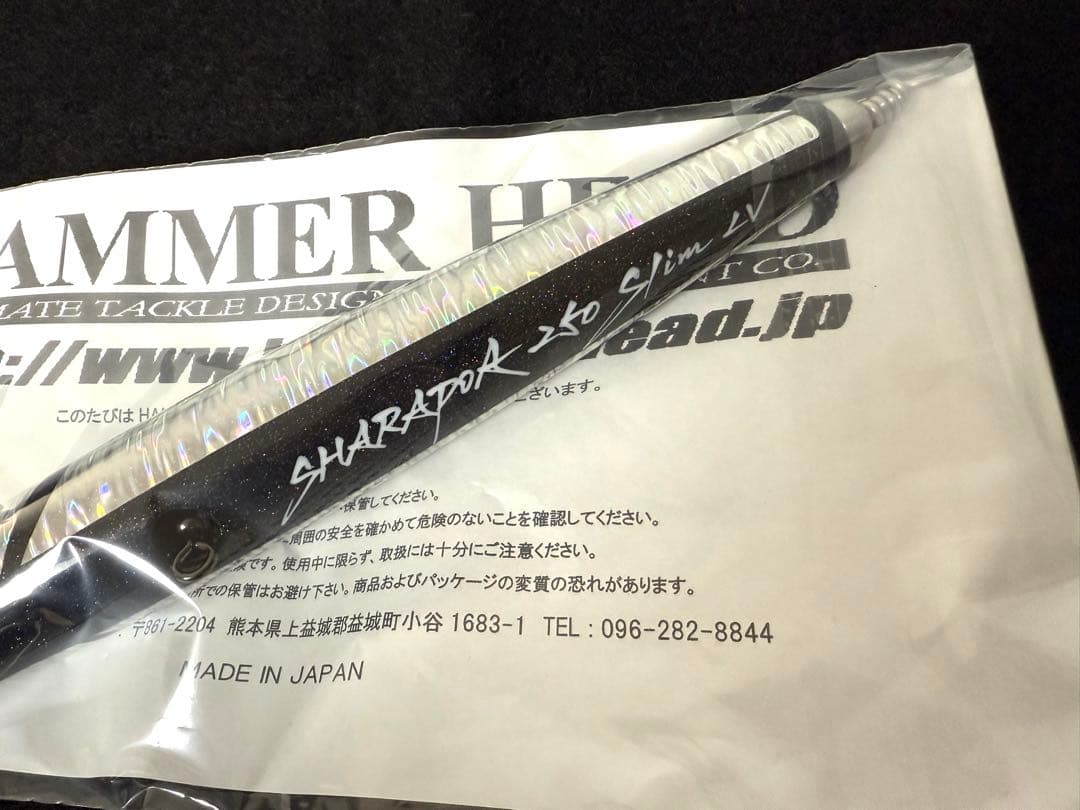 AMMER H
MATE TACKLE DESIGN
NT CO.
://www.
ead.jp
このたびは HA
ございます。
SHARAPOA 250 Slim LV
保管してください。
周囲の安全を確かめて危険のないことを確認してください。
です。使用中に限らず、取扱には十分にご注意ください。
所での保管はお避け下さい。商品およびパッケージの変質の恐れがあります。
〒861-2204 熊本県上益城郡益城町小谷 1683-1 TEL : 096-282-8844
MADE IN JAPAN